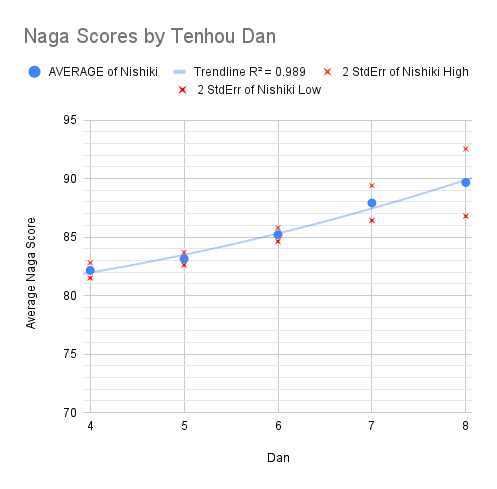 Naga Scores by Tenhou Dan
AVERAGE of Nishiki Trendline R² = 0.989 2 StdErr of Nishiki High
2 StdErr of Nishiki Low
95
90
85
80
75
70
Average Naga Score
4 5 6 7 8
Dan